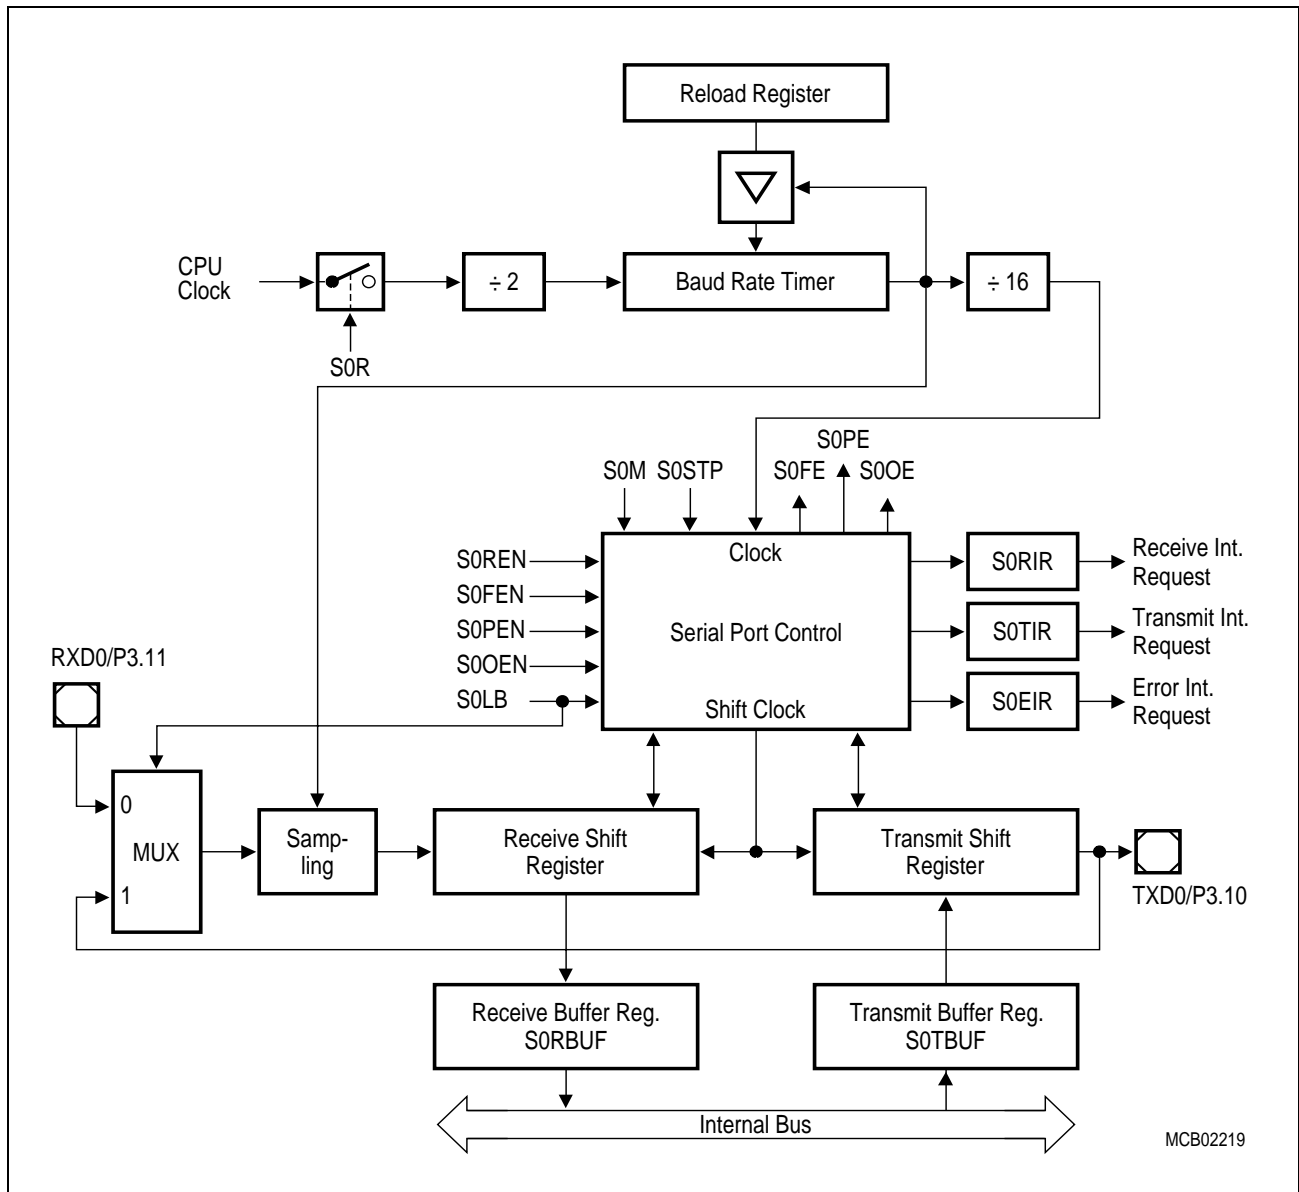 Reload Register
CPU
Clock
÷ 2
Baud Rate Timer
÷ 16
S0R
S0PE
S0M
S0STP
S0FE
S0OE
Clock
S0REN
S0FEN
S0PEN
S0OEN
S0LB
Serial Port Control
Shift Clock
S0RIR
Receive Int.
Request
S0TIR
Transmit Int.
Request
S0EIR
Error Int.
Request
RXD0/P3.11
0
MUX
1
Samp-
ling
Receive Shift
Register
Transmit Shift
Register
TXD0/P3.10
Receive Buffer Reg.
S0RBUF
Transmit Buffer Reg.
S0TBUF
Internal Bus
MCB02219